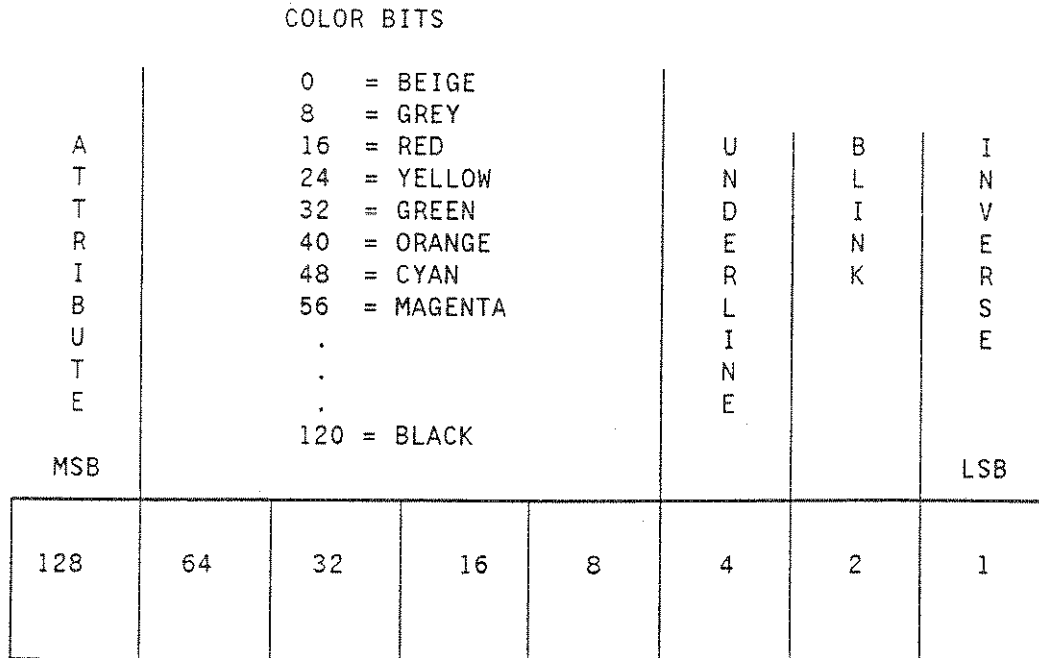 COLOR BITS
0 = BEIGE
8 = GREY
16 = RED
24 = YELLOW
32 = GREEN
40 = ORANGE
48 = CYAN
56 = MAGENTA
.
.
.
120 = BLACK
ATTRIBUTE
UNDERLINE
BLINK
INVERSE
MSB
LSB
128 64 32 16 8 4 2 1